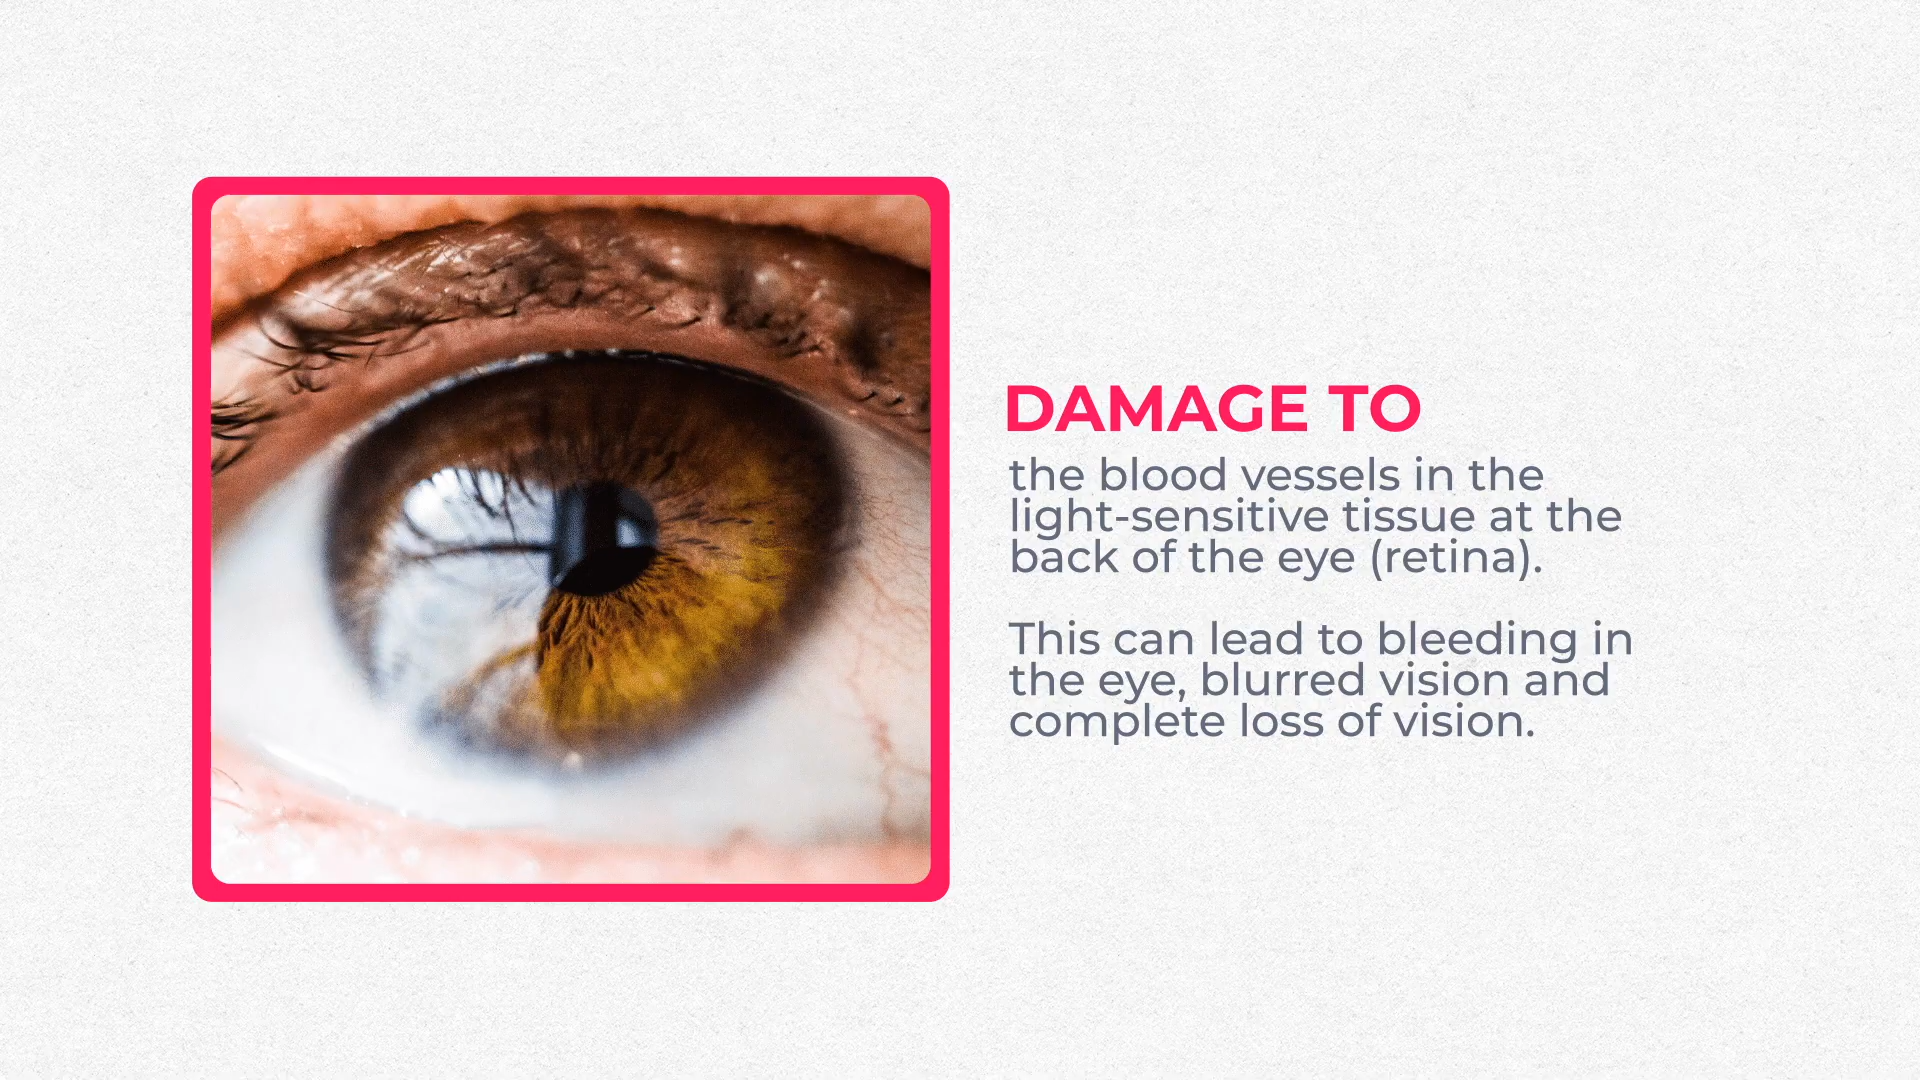 DAMAGE TO
the blood vessels in the
light-sensitive tissue at the
back of the eye (retina).
This can lead to bleeding in
the eye, blurred vision and
complete loss of vision.